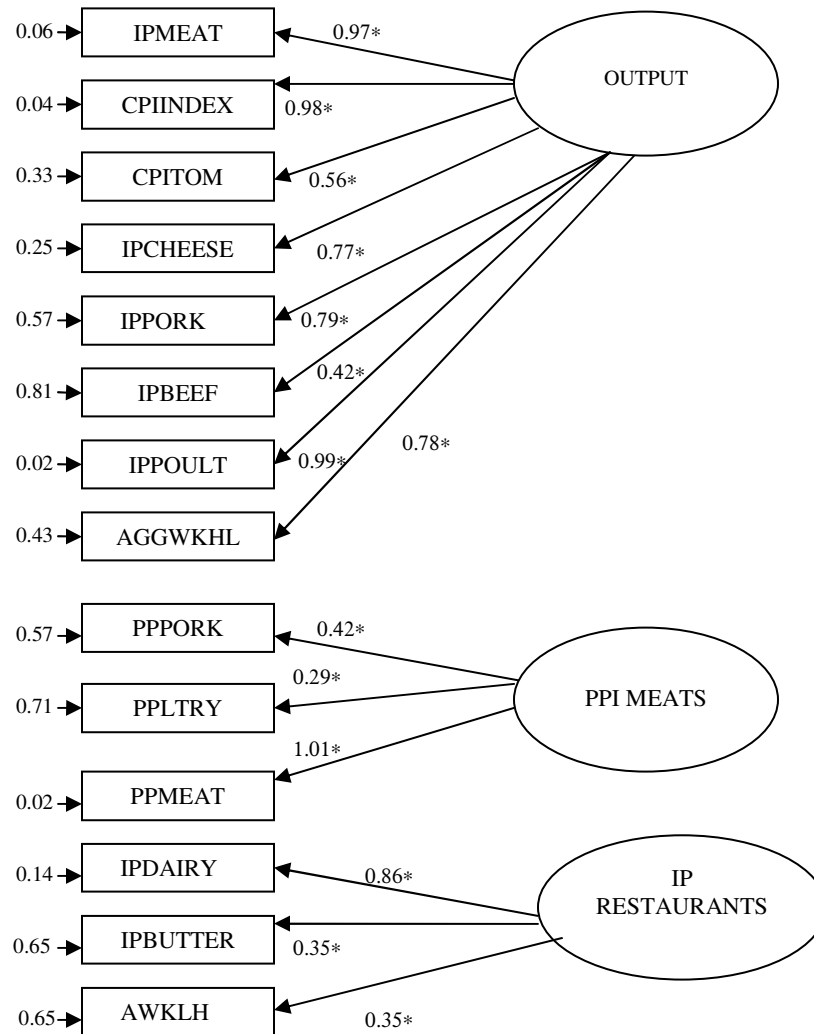 0.06 IPMEAT 0.97* OUTPUT
0.04 CPIINDEX 0.98*
0.33 CPITOM 0.56*
0.25 IPCHEESE 0.77*
0.57 IPPORK 0.79*
0.81 IPBEEF 0.42*
0.02 IPPOULT 0.99* 0.78*
0.43 AGGWKHL
0.57 PPPORK 0.42*
0.71 PPLTRY 0.29* PPI MEATS
0.02 PPMEAT 1.01*
0.14 IPDAIRY 0.86* IP
RESTAURANTS
0.65 IPBUTTER 0.35*
0.65 AWKLH 0.35*